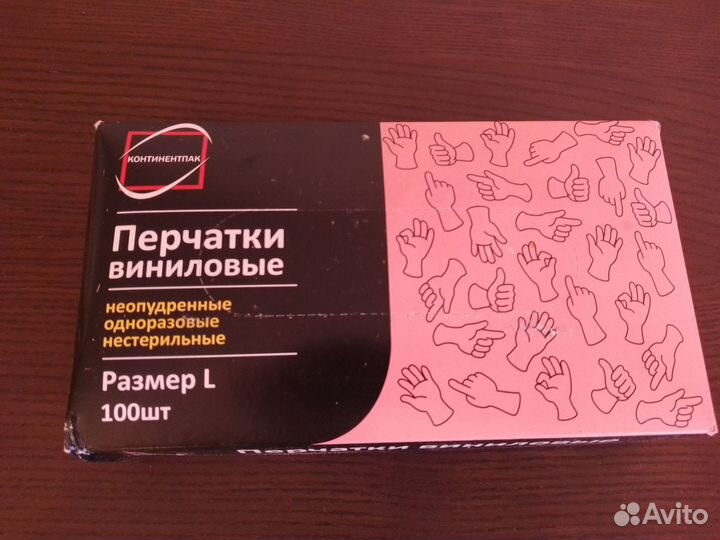 КОНТИНЕНТПАК
Перчатки
виниловые
неопудренные
одноразовые
нестерильные
Размер L
100шт
Перчатки виниловые
Avito